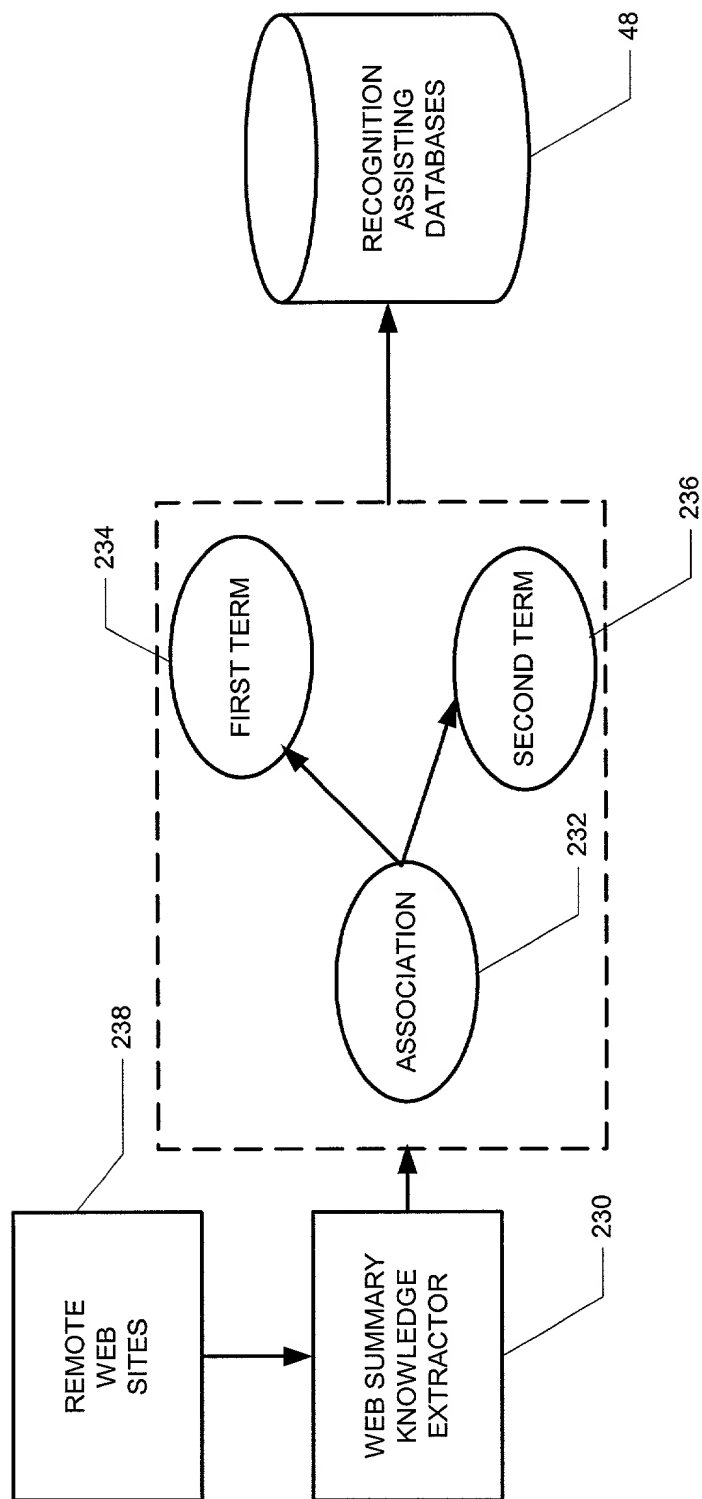 238
REMOTE
WEB
SITES
WEB SUMMARY
KNOWLEDGE
EXTRACTOR
230
ASSOCIATION
232
234
FIRST TERM
SECOND TERM
236
RECOGNITION
ASSISTING
DATABASES
48